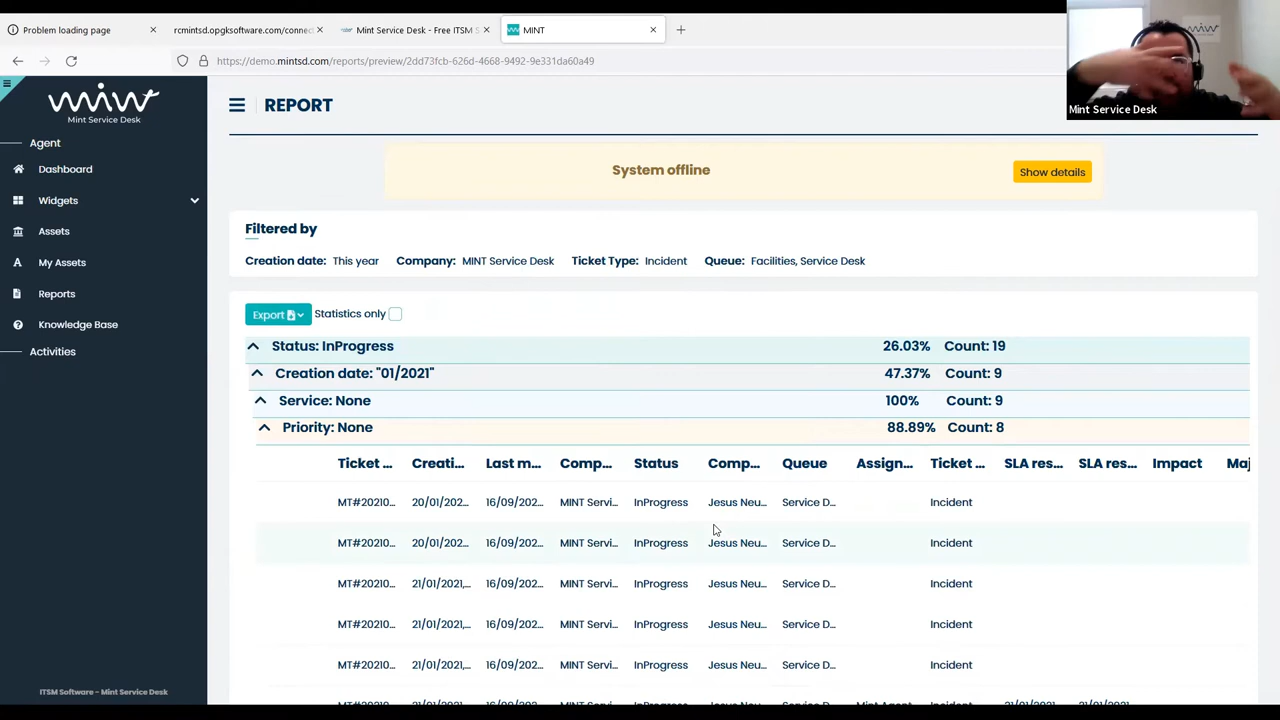 Problem loading page
rcmintsd.opgksoftware.com/connec
Mint Service Desk - Free ITSM S
MINT
https://demo.mintsd.com/reports/preview/2dd73fcb-626d-4668-9492-9e331da60a49
Mint Service Desk
Mint Service Desk
Agent
Dashboard
Widgets
Assets
My Assets
Reports
Knowledge Base
Activities
ITSM Software - Mint Service Desk
REPORT
System offline
Show details
Filtered by
Creation date: This year Company: MINT Service Desk Ticket Type: Incident Queue: Facilities, Service Desk
Export Statistics only
Status: InProgress 26.03% Count: 19
Creation date: "01/2021" 47.37% Count: 9
Service: None 100% Count: 9
Priority: None 88.89% Count: 8
Ticket ... Creati... Last m... Comp... Status Comp... Queue Assign... Ticket ... SLA res... SLA res... Impact Maj
MT#20210... 20/01/202... 16/09/202... MINT Servi... InProgress Jesus Neu... Service D... Incident
MT#20210... 20/01/202... 16/09/202... MINT Servi... InProgress Jesus Neu... Service D... Incident
MT#20210... 21/01/2021,... 16/09/202... MINT Servi... InProgress Jesus Neu... Service D... Incident
MT#20210... 21/01/2021,... 16/09/202... MINT Servi... InProgress Jesus Neu... Service D... Incident
MT#20210... 21/01/2021,... 16/09/202... MINT Servi... InProgress Jesus Neu... Service D... Incident